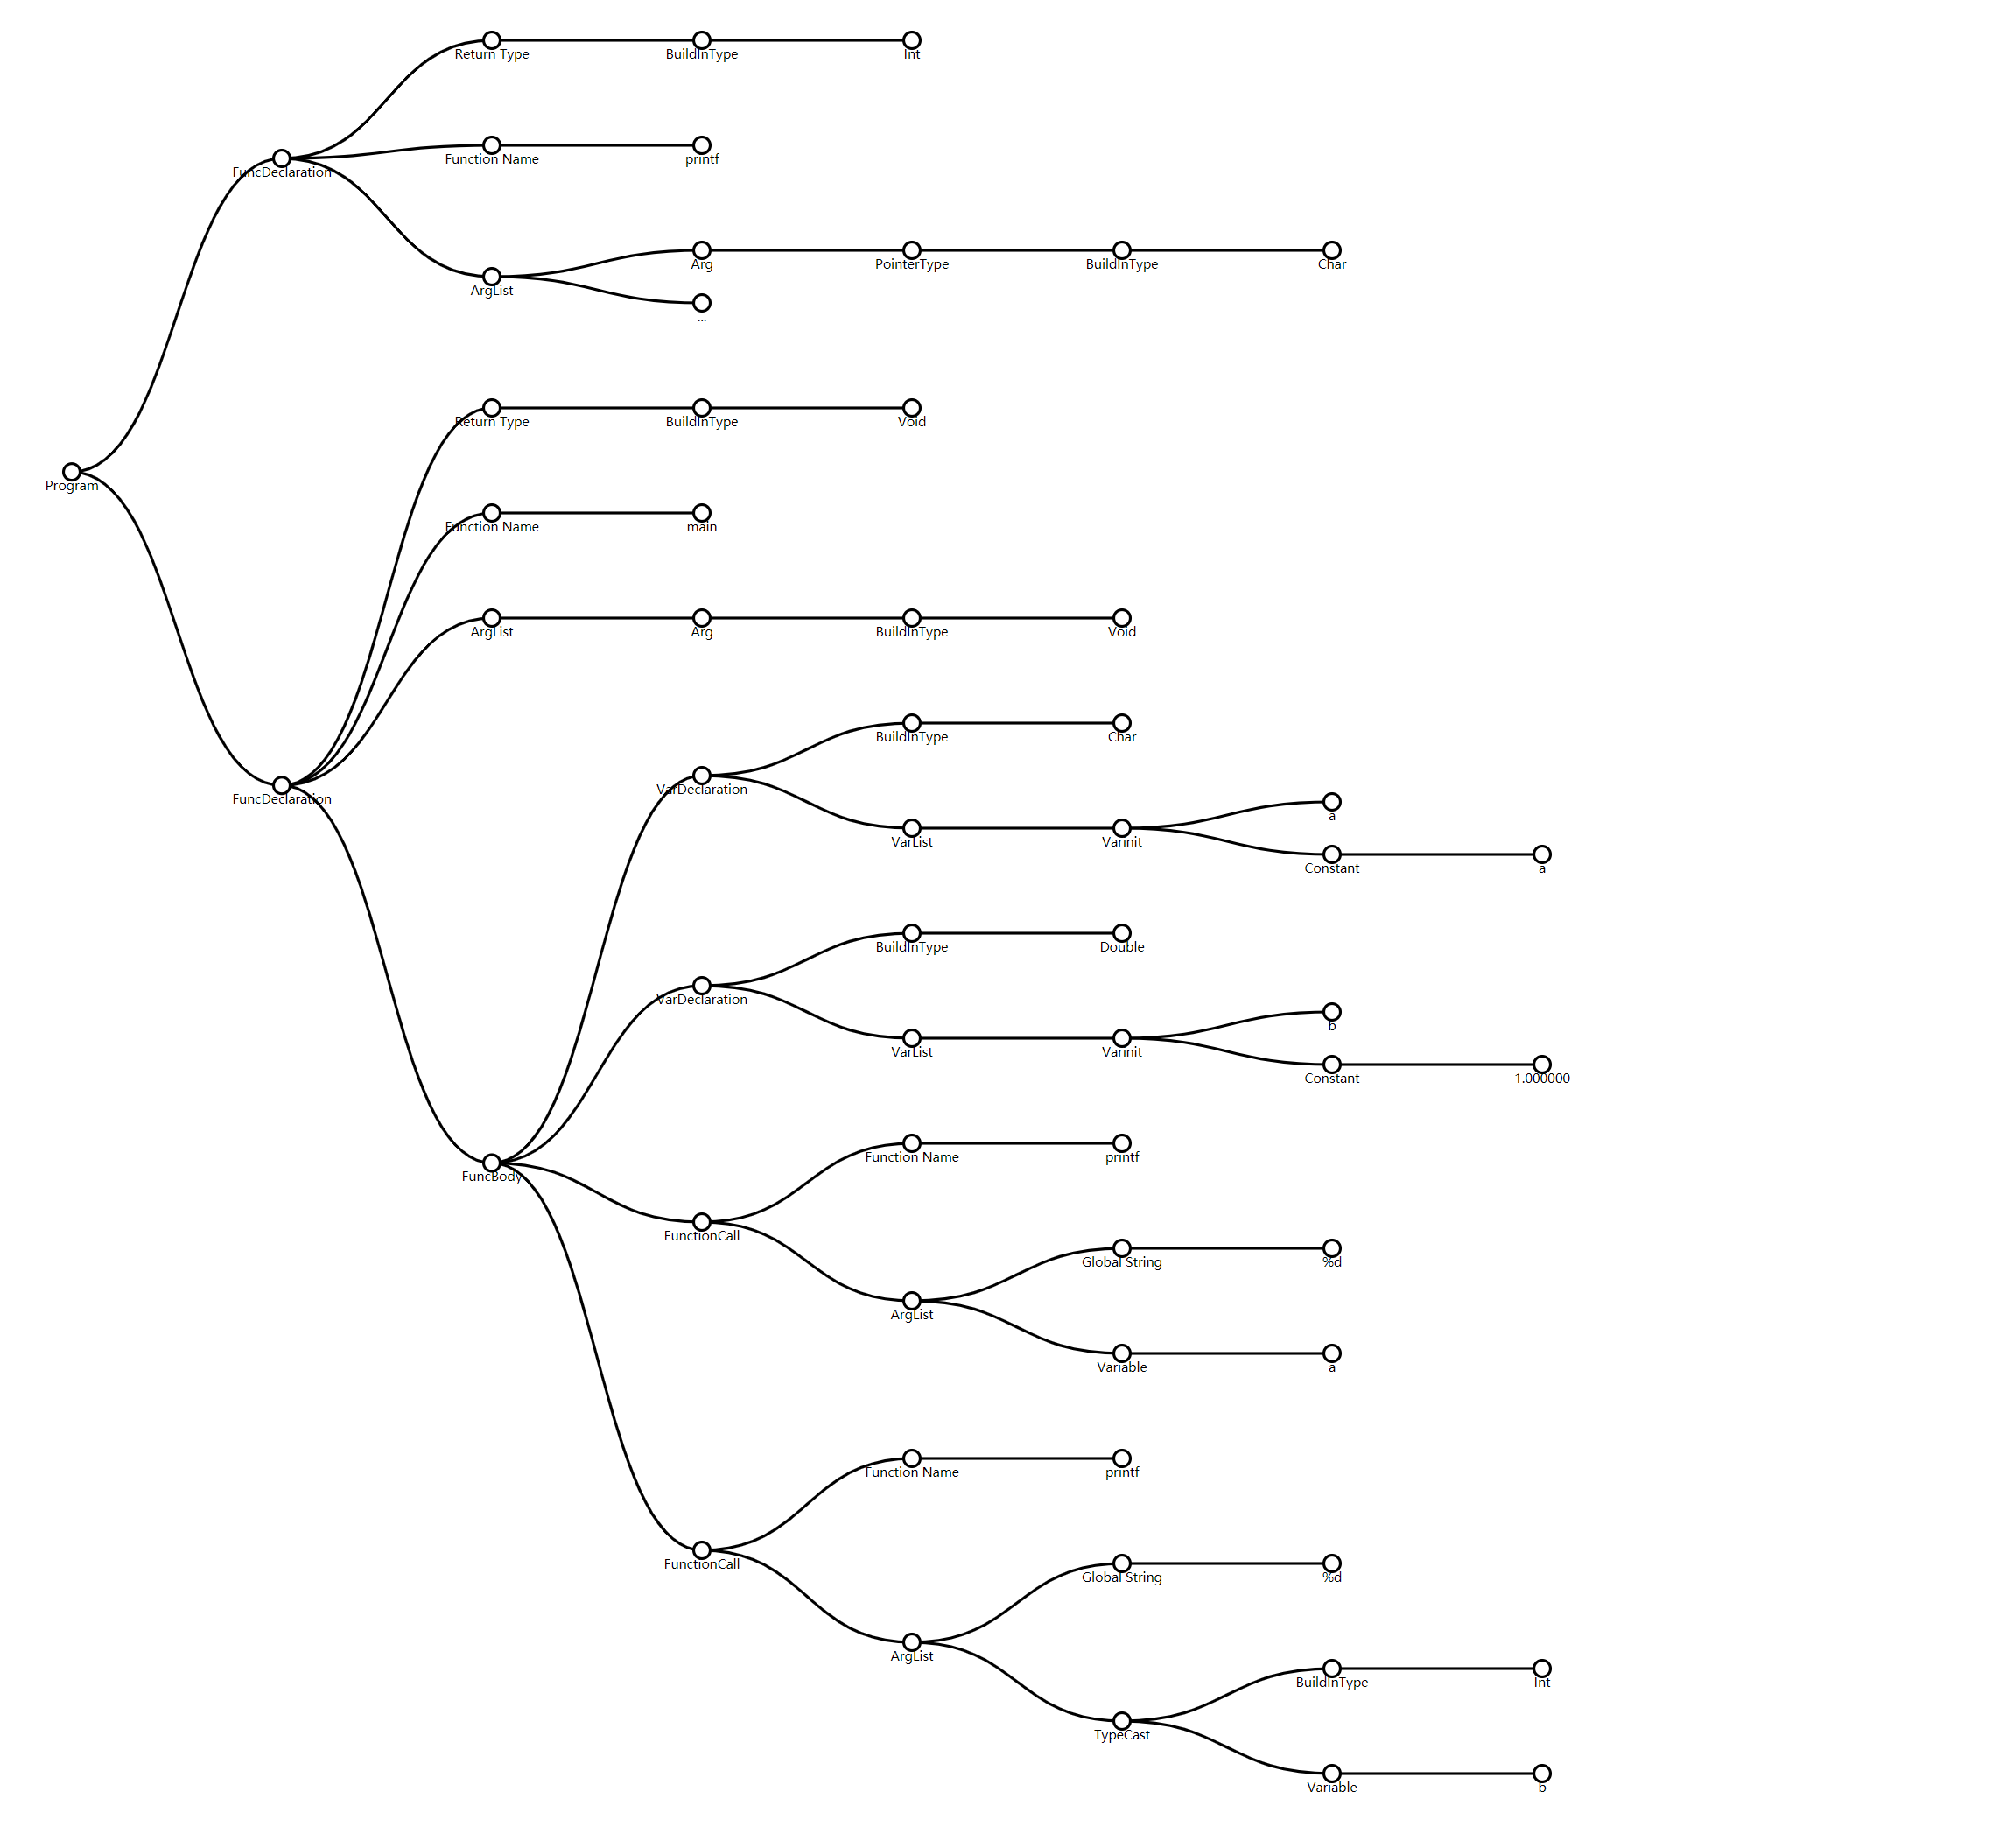 Return Type
BuildInType
Int
Function Name
printf
FuncDeclaration
Arg
PointerType
BuildInType
Char
ArgList
...
Return Type
BuildInType
Void
Program
Function Name
main
ArgList
Arg
BuildInType
Void
BuildInType
Char
VarDeclaration
FuncDeclaration
a
VarList
Varinit
Constant
a
BuildInType
Double
VarDeclaration
b
VarList
Varinit
Constant
1.000000
Function Name
printf
FuncBody
FunctionCall
Global String
%d
ArgList
Variable
a
Function Name
printf
FunctionCall
Global String
%d
ArgList
BuildInType
Int
TypeCast
Variable
b